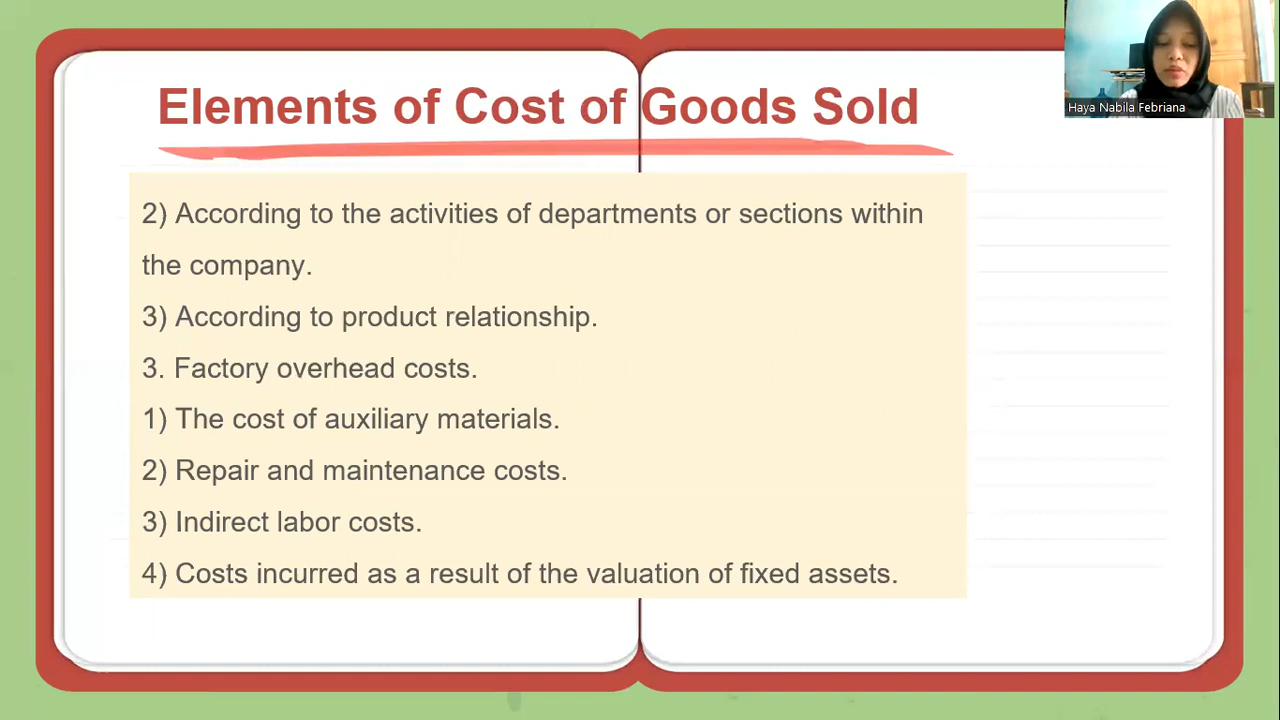 Elements of Cost of Goods Sold
Haya Nabila Febriana
2) According to the activities of departments or sections within
the company.
3) According to product relationship.
3. Factory overhead costs.
1) The cost of auxiliary materials.
2) Repair and maintenance costs.
3) Indirect labor costs.
4) Costs incurred as a result of the valuation of fixed assets.